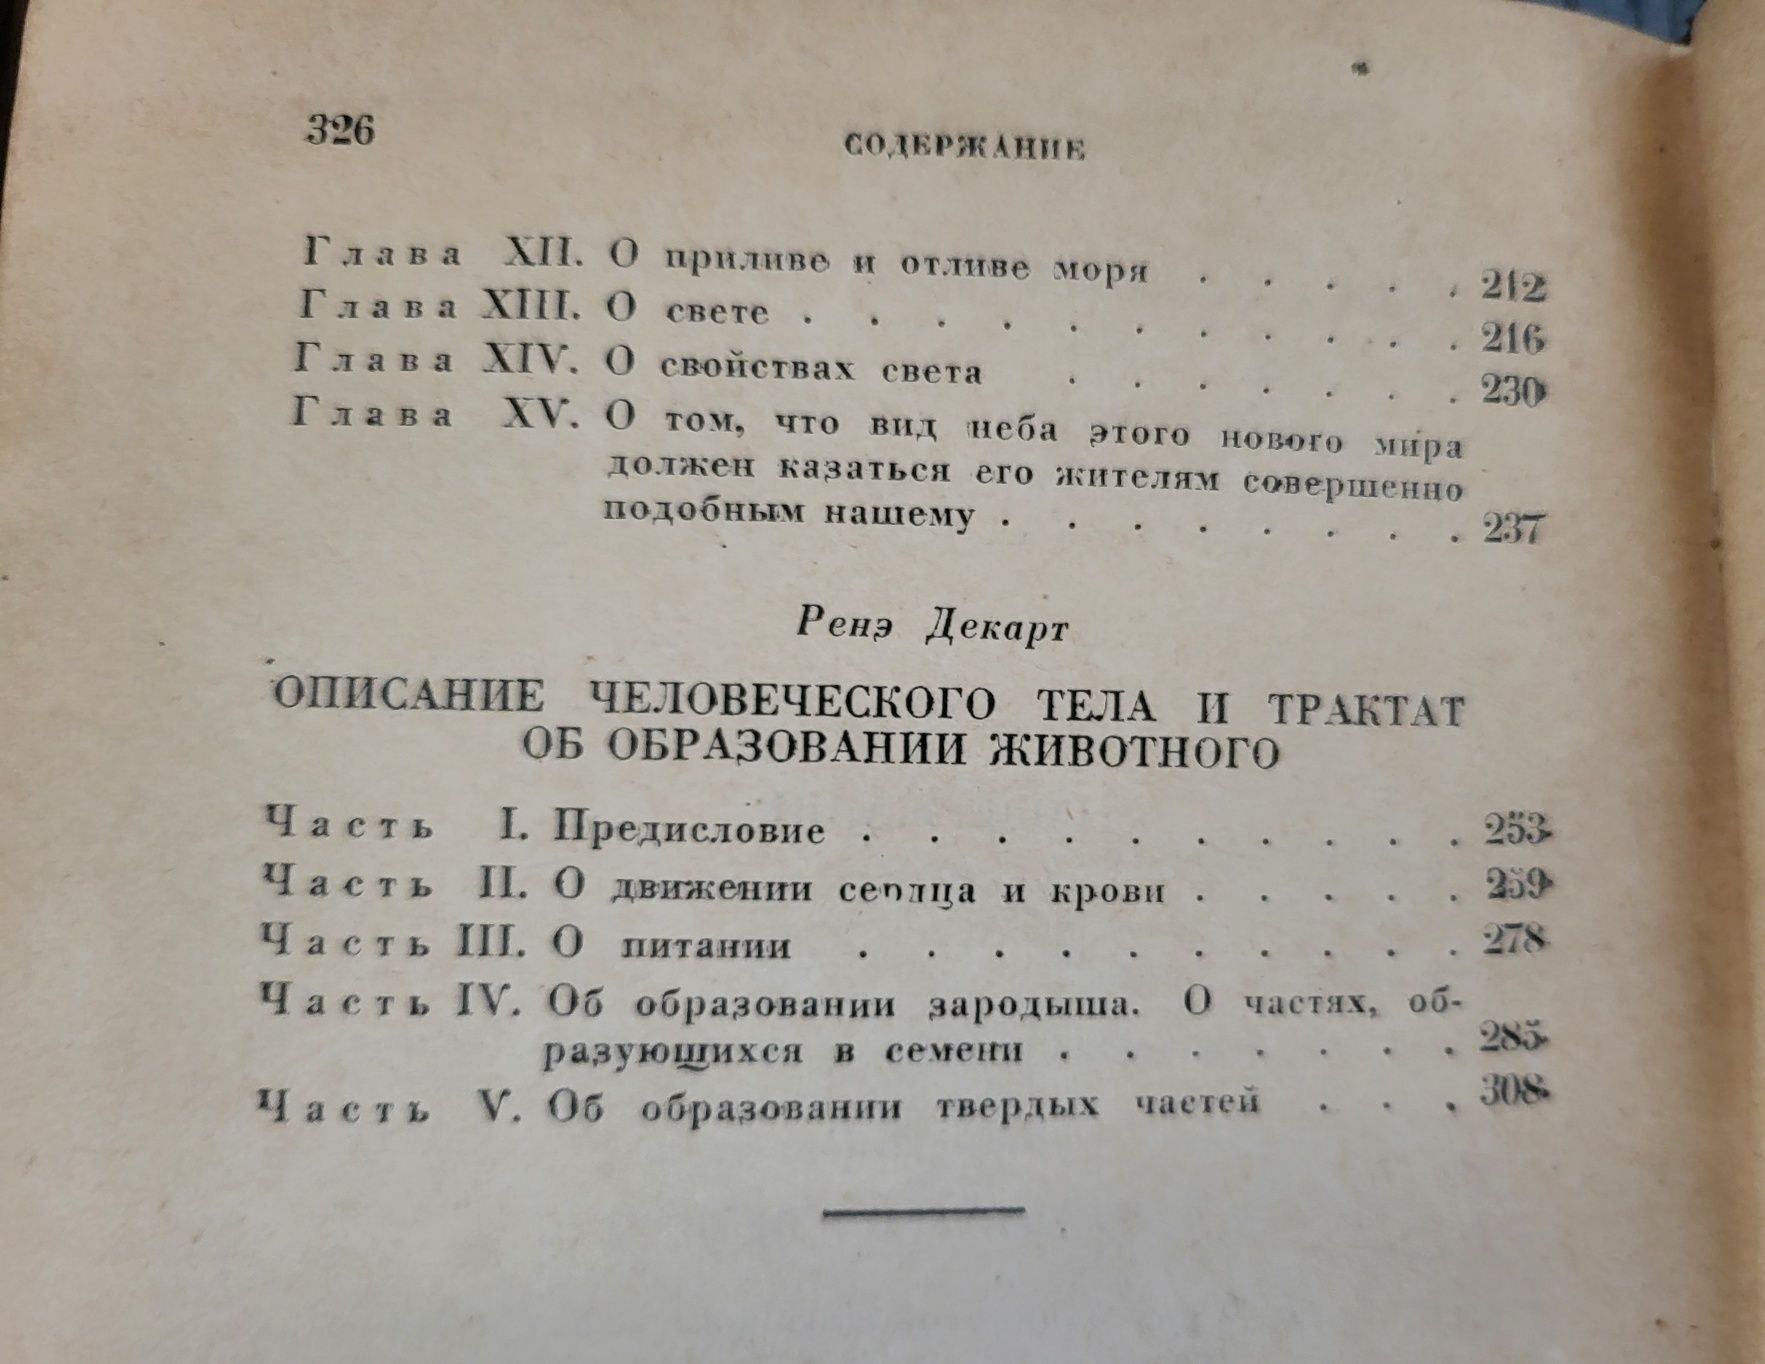 326
СОДЕРЖАНИЕ
Глава XII. О приливе и отливе моря . . . . . 212
Глава XIII. О свете . . . . . . . . . . . 216
Глава XIV. О свойствах света . . . . . . . 230
Глава XV. О том, что вид неба этого нового мира
должен казаться его жителям совершенно
подобным нашему . . . . . . . . 237
Ренэ Декарт
ОПИСАНИЕ ЧЕЛОВЕЧЕСКОГО ТЕЛА И ТРАКТАТ
ОБ ОБРАЗОВАНИИ ЖИВОТНОГО
Часть I. Предисловие . . . . . . . . . . 253
Часть II. О движении сердца и крови . . . . . 259
Часть III. О питании . . . . . . . . . . 278
Часть IV. Об образовании зародыша. О частях, об-
разующихся в семени . . . . . . . 285
Часть V. Об образовании твердых частей . . . 308